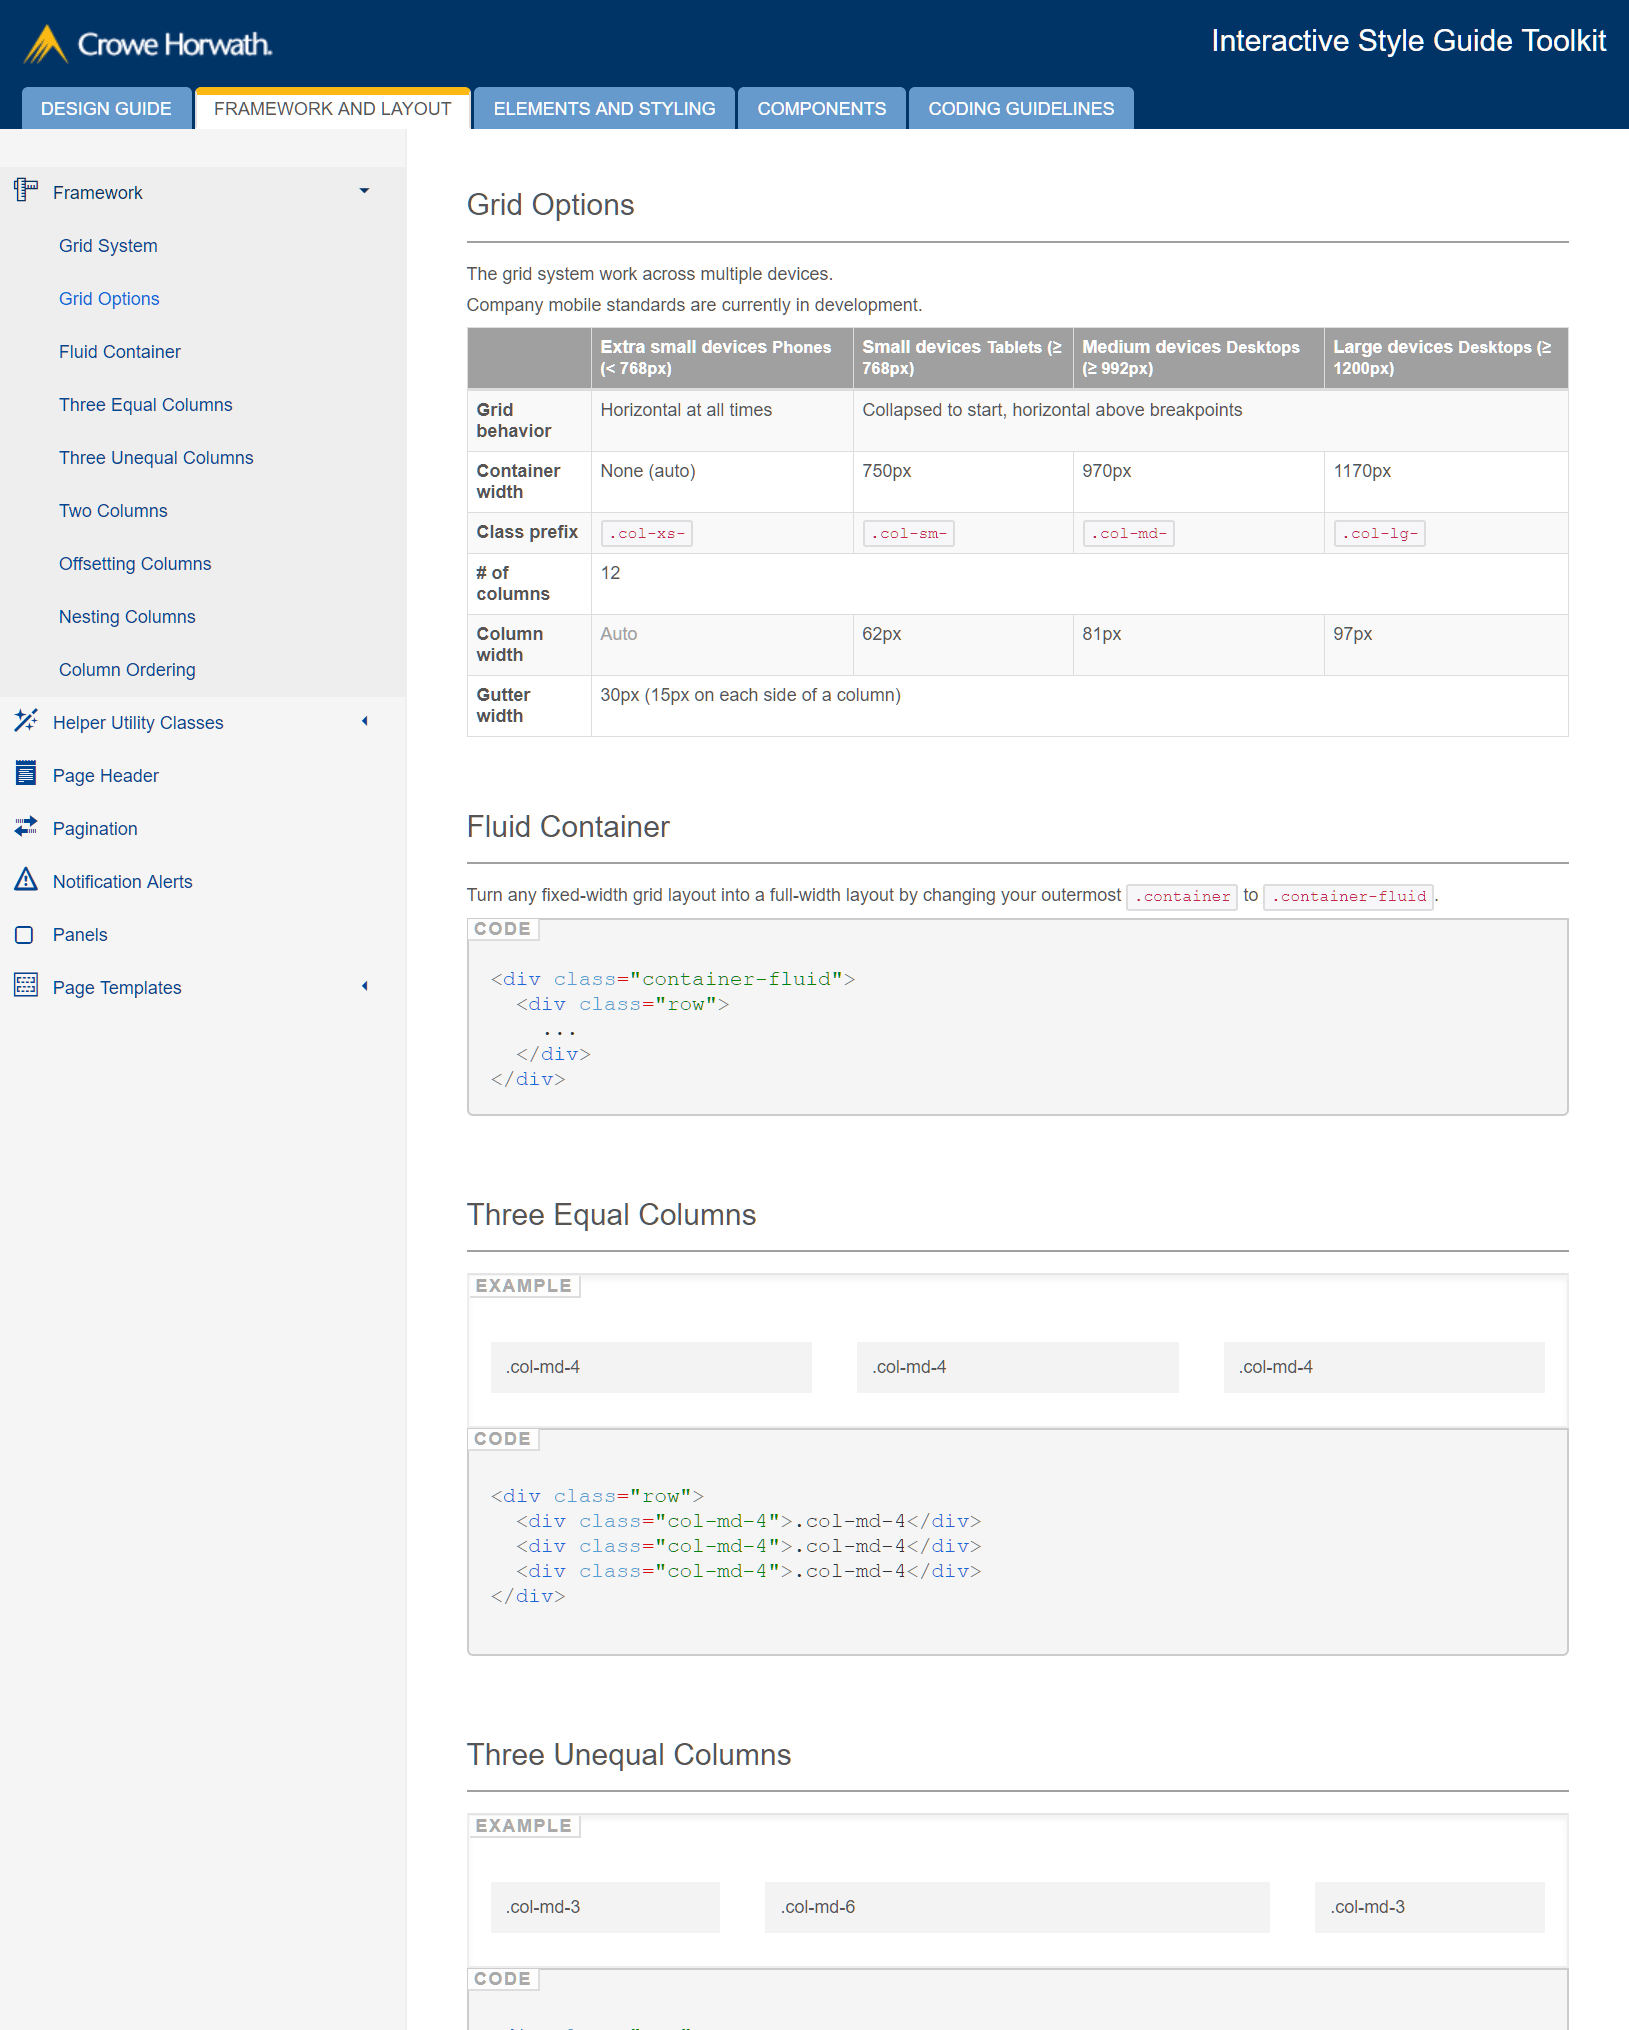 Crowe Horwath.
Interactive Style Guide Toolkit
DESIGN GUIDE
FRAMEWORK AND LAYOUT
ELEMENTS AND STYLING
COMPONENTS
CODING GUIDELINES
Framework
Grid System
Grid Options
Fluid Container
Three Equal Columns
Three Unequal Columns
Two Columns
Offsetting Columns
Nesting Columns
Column Ordering
Helper Utility Classes
Page Header
Pagination
Notification Alerts
Panels
Page Templates
Grid Options
The grid system work across multiple devices.
Company mobile standards are currently in development.
Extra small devices Phones
(< 768px)
Small devices Tablets (≥
768px)
Medium devices Desktops
(≥ 992px)
Large devices Desktops (≥
1200px)
Grid
behavior
Horizontal at all times
Collapsed to start, horizontal above breakpoints
Container
width
None (auto)
750px
970px
1170px
Class prefix
.col-xs-
.col-sm-
.col-md-
.col-lg-
# of
columns
12
Column
width
Auto
62px
81px
97px
Gutter
width
30px (15px on each side of a column)
Fluid Container
Turn any fixed-width grid layout into a full-width layout by changing your outermost .container to .container-fluid.
CODE
<div class="container-fluid">
  <div class="row">
    ...
  </div>
</div>
Three Equal Columns
EXAMPLE
.col-md-4
.col-md-4
.col-md-4
CODE
<div class="row">
  <div class="col-md-4">.col-md-4</div>
  <div class="col-md-4">.col-md-4</div>
  <div class="col-md-4">.col-md-4</div>
</div>
Three Unequal Columns
EXAMPLE
.col-md-3
.col-md-6
.col-md-3
CODE